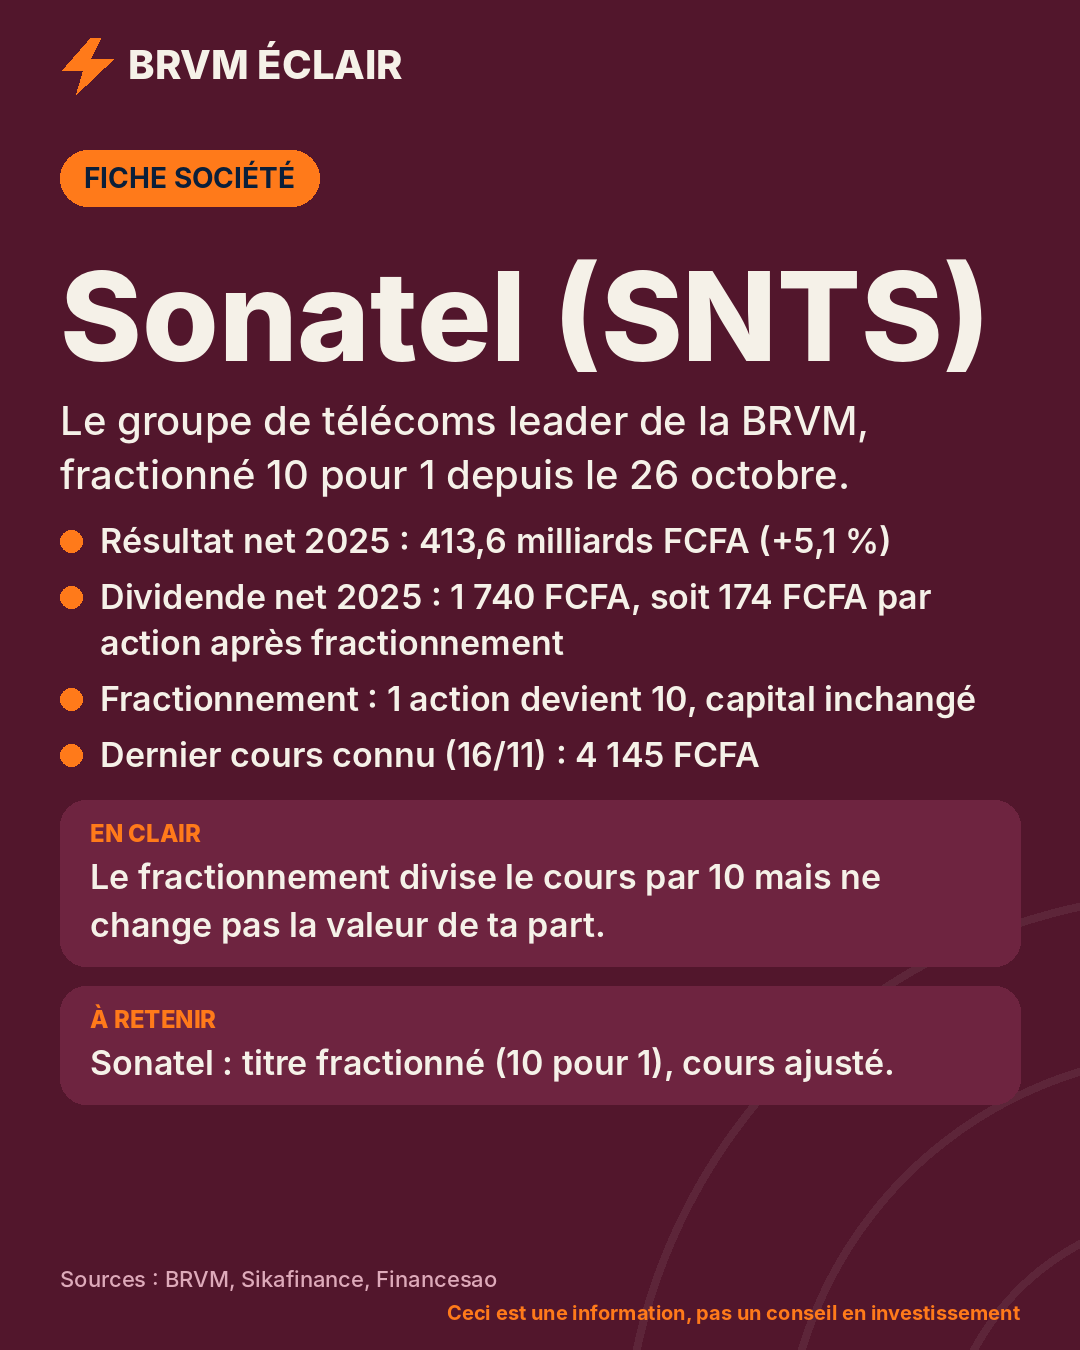 BRVM ÉCLAIR
FICHE SOCIÉTÉ
Sonatel (SNTS)
Le groupe de télécoms leader de la BRVM,
fractionné 10 pour 1 depuis le 26 octobre.
Résultat net 2025 : 413,6 milliards FCFA (+5,1 %)
Dividende net 2025 : 1 740 FCFA, soit 174 FCFA par
action après fractionnement
Fractionnement : 1 action devient 10, capital inchangé
Dernier cours connu (16/11) : 4 145 FCFA
EN CLAIR
Le fractionnement divise le cours par 10 mais ne
change pas la valeur de ta part.
À RETENIR
Sonatel : titre fractionné (10 pour 1), cours ajusté.
Sources : BRVM, Sikafinance, Financesao
Ceci est une information, pas un conseil en investissement